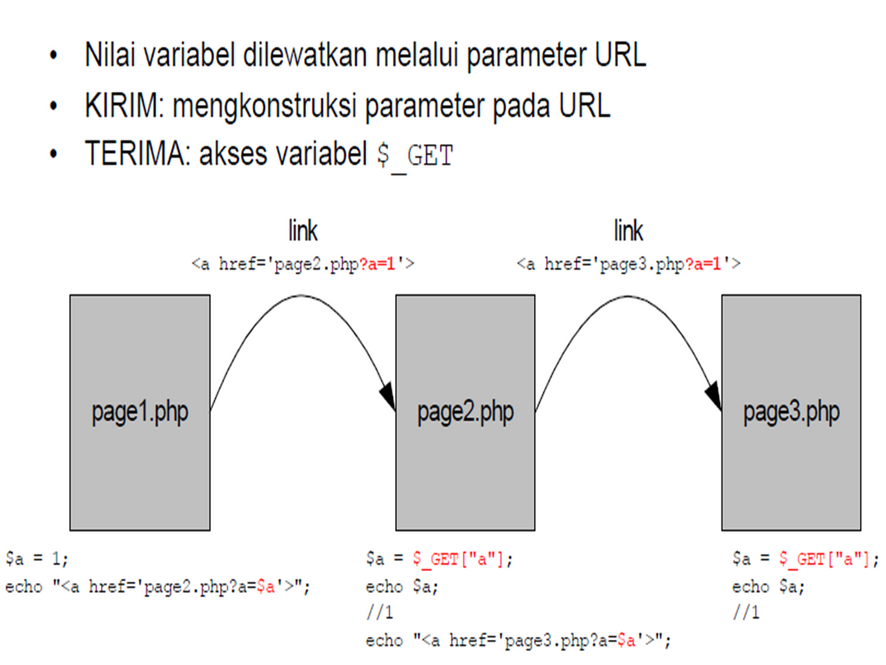 • Nilai variabel dilewatkan melalui parameter URL
• KIRIM: mengkonstruksi parameter pada URL
• TERIMA: akses variabel $_GET
link
<a href='page2.php?a=1'>
link
<a href='page3.php?a=1'>
page1.php
page2.php
page3.php
$a = 1;
echo "<a href='page2.php?a=$a'>";
$a = $_GET["a"];
echo $a;
//1
echo "<a href='page3.php?a=$a'>";
$a = $_GET["a"];
echo $a;
//1